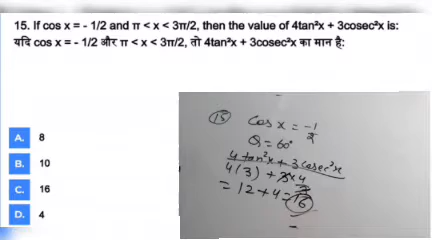 15. If cos x = - 1/2 and π < x < 3π/2, then the value of 4tan²x + 3cosec²x is:
यदि cos x = - 1/2 और π < x < 3π/2, तो 4tan²x + 3cosec²x का मान है:
A. 8
B. 10
C. 16
D. 4
15 Cos x = -1/2
Q = 60°
4 tan²x + 3 cosec²x
4(3) + 3×4/3
= 12 + 4 = 16